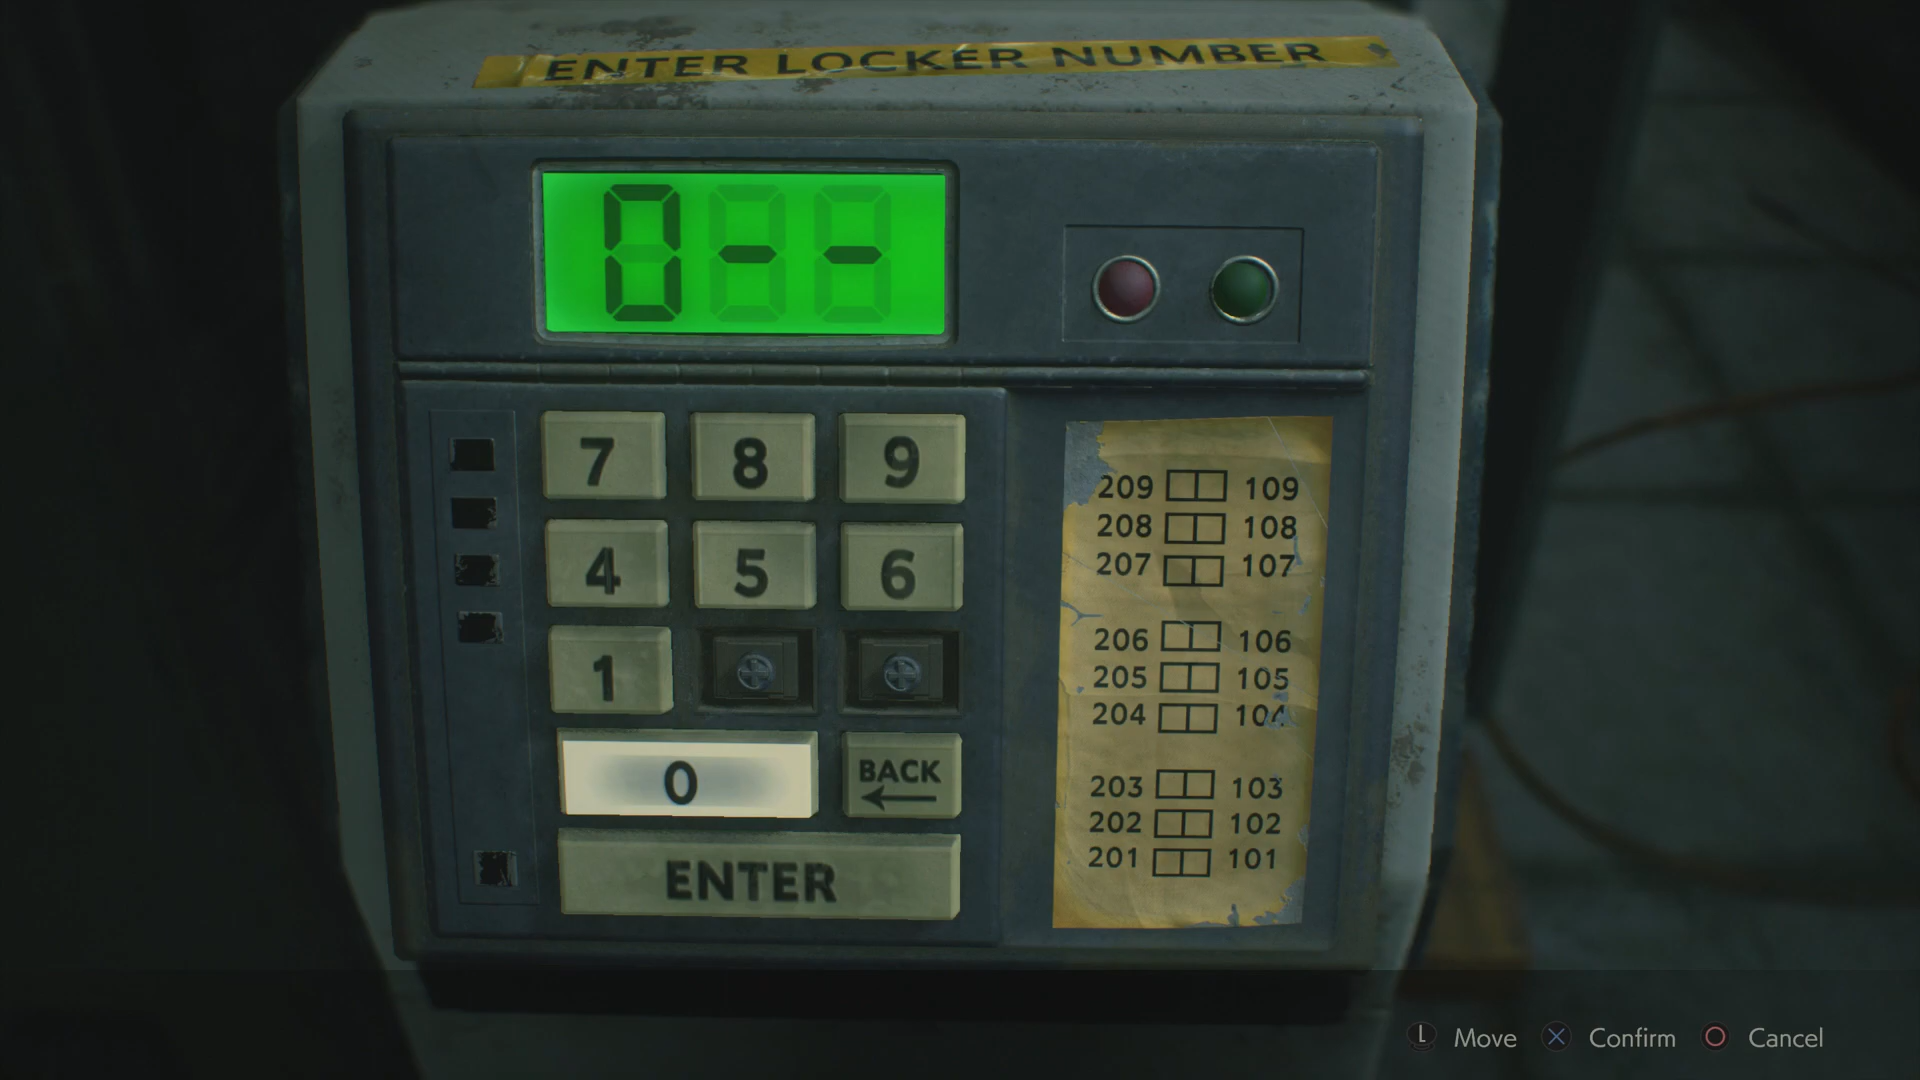 ENTER LOCKER NUMBER
0--
7 8 9
4 5 6
1
0 BACK
ENTER
209 109
208 108
207 107
206 106
205 105
204 104
203 103
202 102
201 101
L Move Confirm Cancel